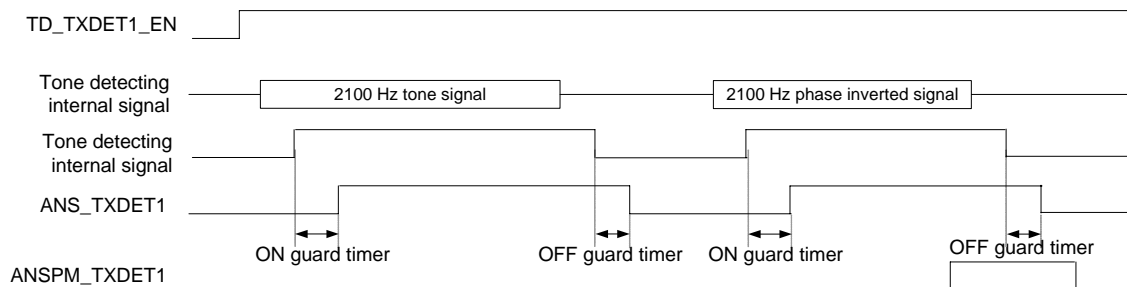 TD_TXDET1_EN
Tone detecting
internal signal
2100 Hz tone signal
2100 Hz phase inverted signal
Tone detecting
internal signal
ANS_TXDET1
ON guard timer
OFF guard timer
ON guard timer
OFF guard timer
ANSPM_TXDET1